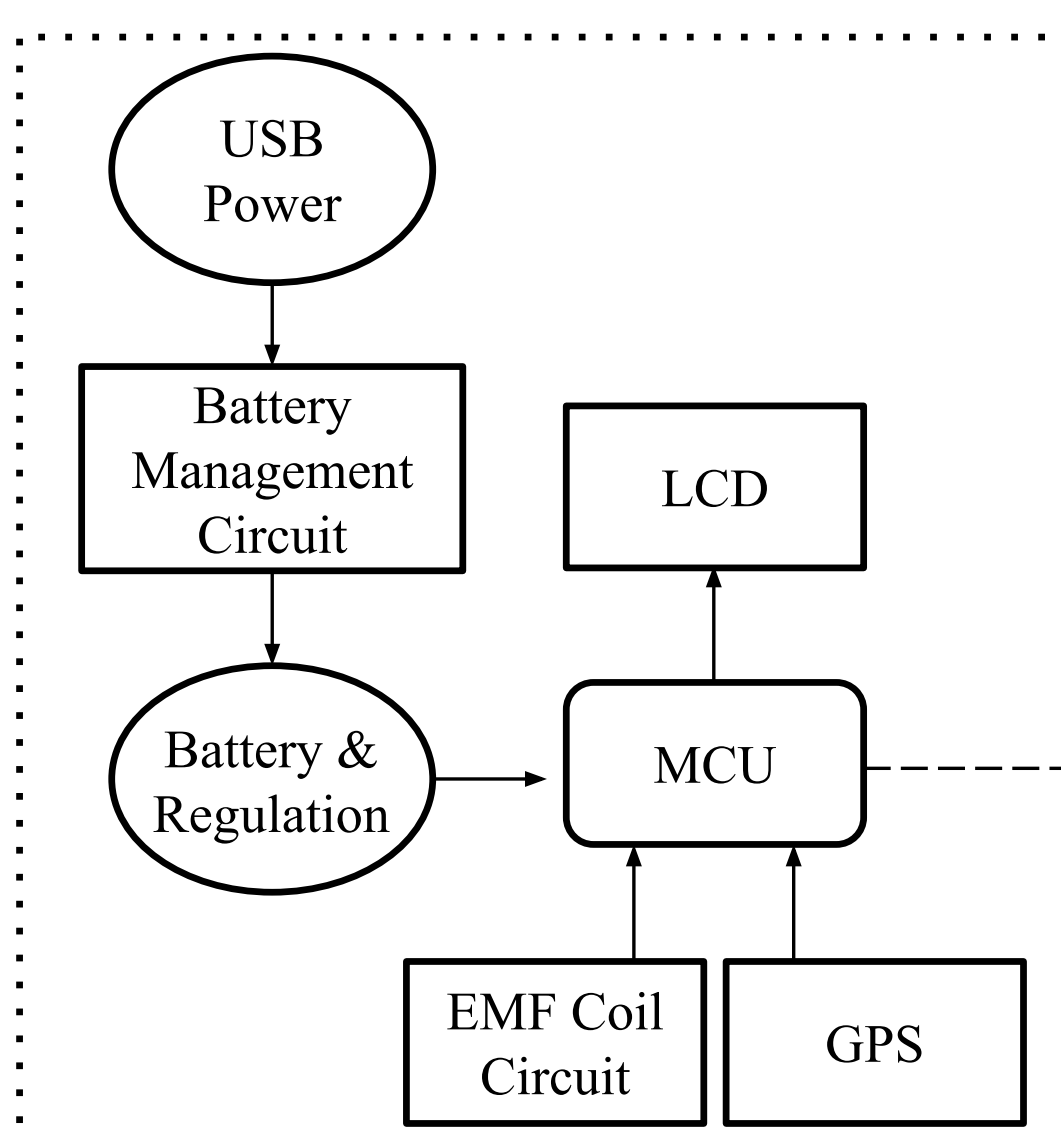 USB
Power
Battery
Management
Circuit
LCD
Battery &
Regulation
MCU
EMF Coil
Circuit
GPS